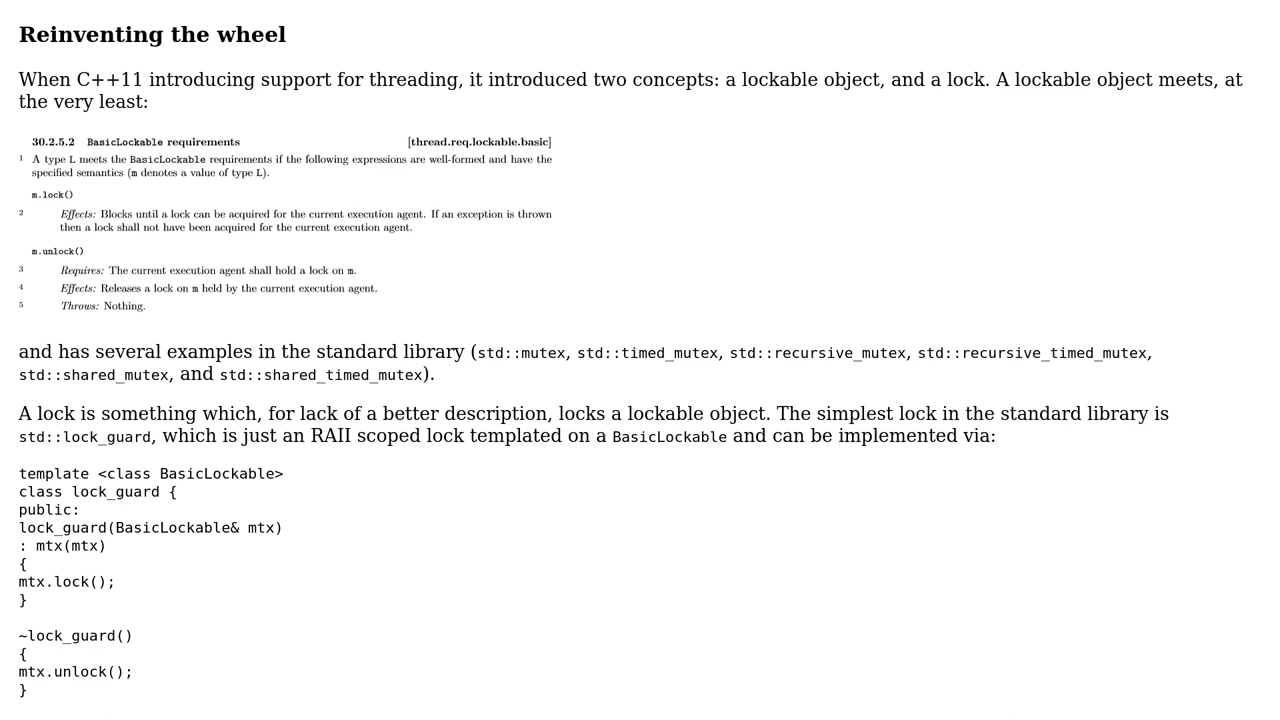 Reinventing the wheel
When C++11 introducing support for threading, it introduced two concepts: a lockable object, and a lock. A lockable object meets, at
the very least:
30.2.5.2 BasicLockable requirements [thread.req.lockable.basic]
1 A type L meets the BasicLockable requirements if the following expressions are well-formed and have the
specified semantics (m denotes a value of type L).
m.lock()
2 Effects: Blocks until a lock can be acquired for the current execution agent. If an exception is thrown
then a lock shall not have been acquired for the current execution agent.
m.unlock()
3 Requires: The current execution agent shall hold a lock on m.
4 Effects: Releases a lock on m held by the current execution agent.
5 Throws: Nothing.
and has several examples in the standard library (std::mutex, std::timed_mutex, std::recursive_mutex, std::recursive_timed_mutex,
std::shared_mutex, and std::shared_timed_mutex).
A lock is something which, for lack of a better description, locks a lockable object. The simplest lock in the standard library is
std::lock_guard, which is just an RAII scoped lock templated on a BasicLockable and can be implemented via:
template <class BasicLockable>
class lock_guard {
public:
lock_guard(BasicLockable& mtx)
: mtx(mtx)
{
mtx.lock();
}
~lock_guard()
{
mtx.unlock();
}